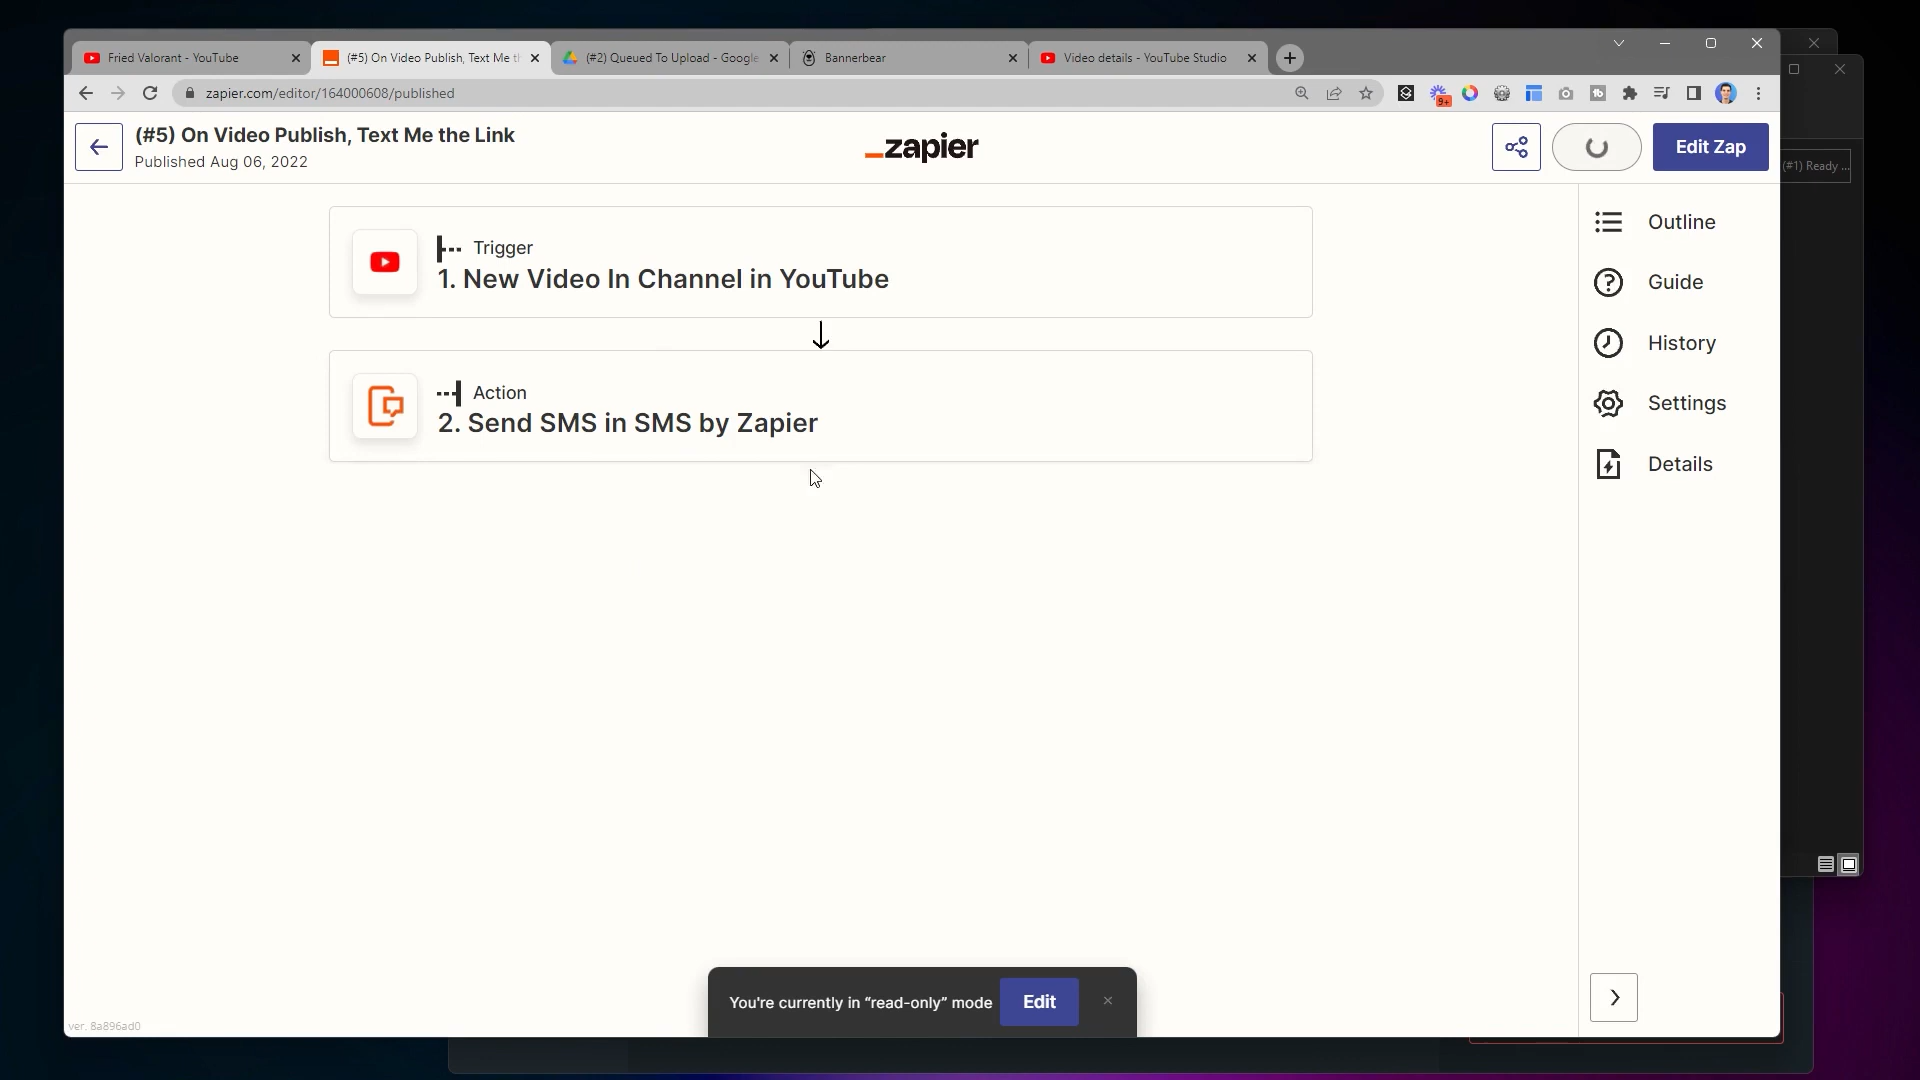 Fried Valorant - YouTube
(#5) On Video Publish, Text Me th
(#2) Queued To Upload - Google
Bannerbear
Video details - YouTube Studio
zapier.com/editor/164000608/published
9+
(#5) On Video Publish, Text Me the Link
Published Aug 06, 2022
_zapier
Edit Zap
(#1) Ready ...
Trigger
1. New Video In Channel in YouTube
Action
2. Send SMS in SMS by Zapier
Outline
Guide
History
Settings
Details
You're currently in “read-only” mode
Edit
ver. 8a896ad0